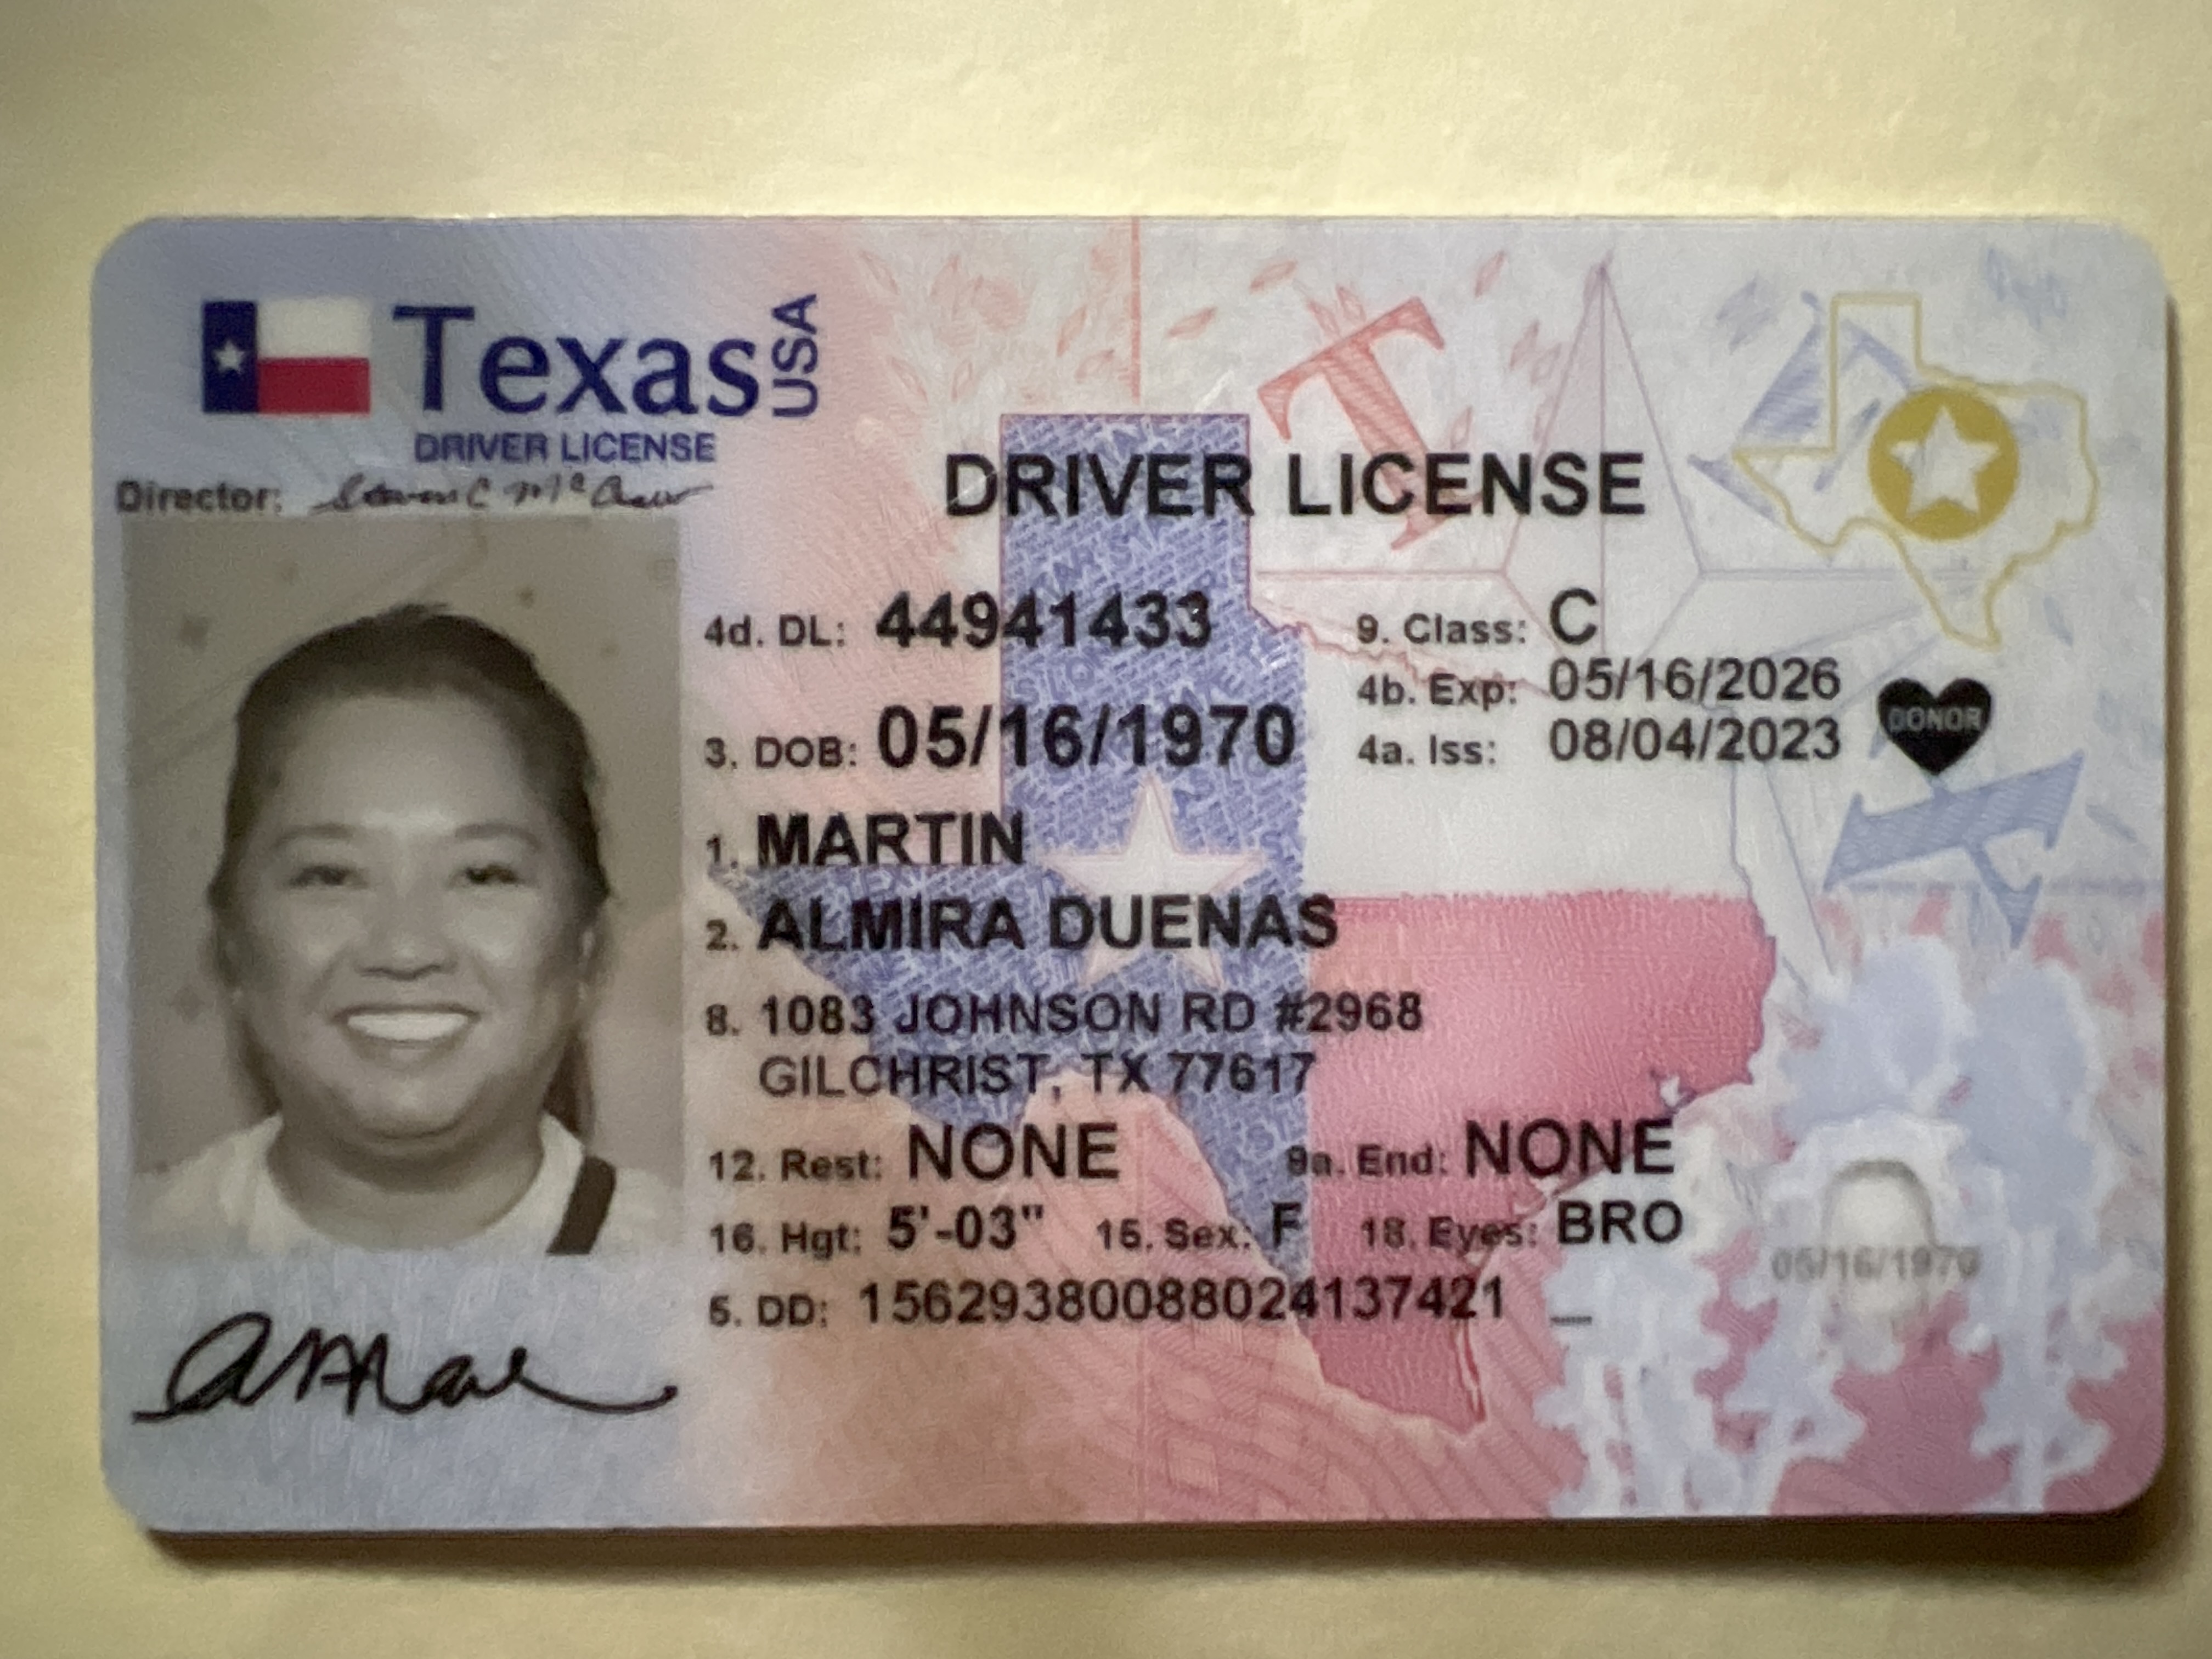 Texas USA
DRIVER LICENSE
Director:
DRIVER LICENSE
4d. DL: 44941433
9. Class: C
3. DOB: 05/16/1970
4b. Exp: 05/16/2026
4a. Iss: 08/04/2023
DONOR
1. MARTIN
2. ALMIRA DUENAS
8. 1083 JOHNSON RD #2968
GILCHRIST, TX 77617
12. Rest: NONE
9a. End: NONE
16. Hgt: 5'-03"
15. Sex: F
18. Eyes: BRO
5. DD: 15629380088024137421
05/16/1970